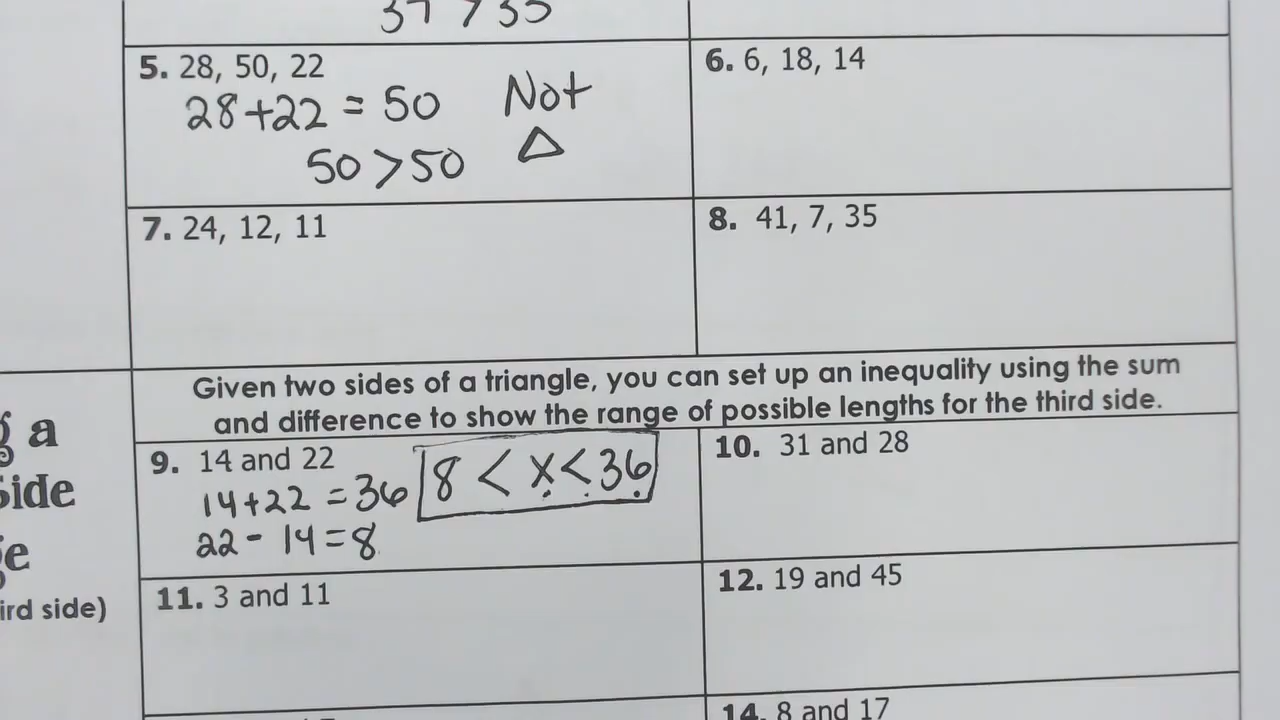 37 > 35
5. 28, 50, 22
28+22 = 50 Not
50 > 50 △
6. 6, 18, 14
7. 24, 12, 11
8. 41, 7, 35
Given two sides of a triangle, you can set up an inequality using the sum
and difference to show the range of possible lengths for the third side.
a
Side
ird side)
9. 14 and 22
14+22 = 36
22 - 14 = 8
8 < x < 36
10. 31 and 28
11. 3 and 11
12. 19 and 45
14. 8 and 17